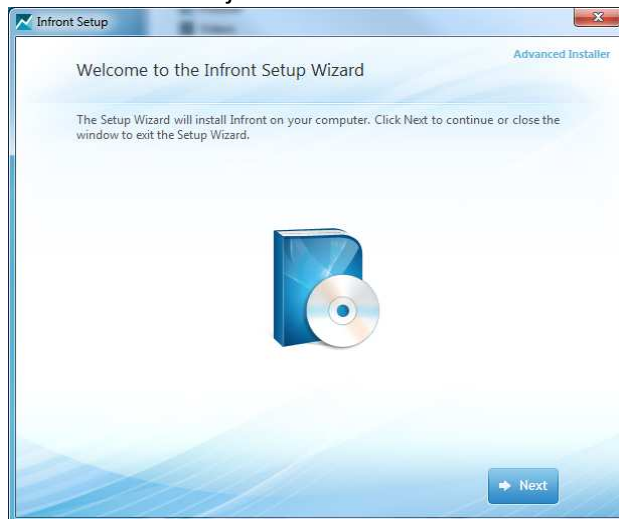 Infront Setup
Advanced Installer
Welcome to the Infront Setup Wizard
The Setup Wizard will install Infront on your computer. Click Next to continue or close the
window to exit the Setup Wizard.
Next